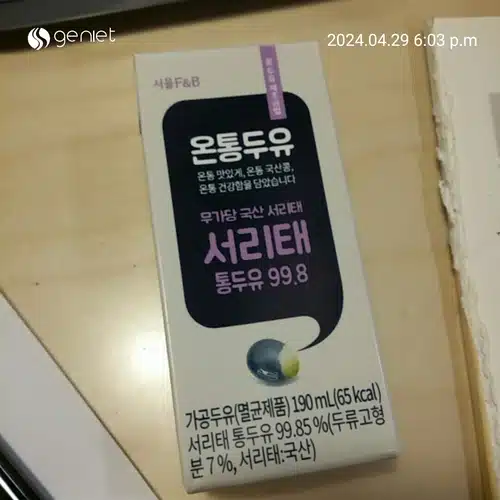 geniet
2024.04.29 6:03 p.m
서울F&B
온통두유
온통 맛있게, 온통 국산콩,
온통 건강함을 담았습니다
무가당 국산 서리태
서리태
통두유 99.8
가공두유(멸균제품) 190 mL(65 kcal)
서리태 통두유 99.85 %(두류고형
분 7 %, 서리태:국산)